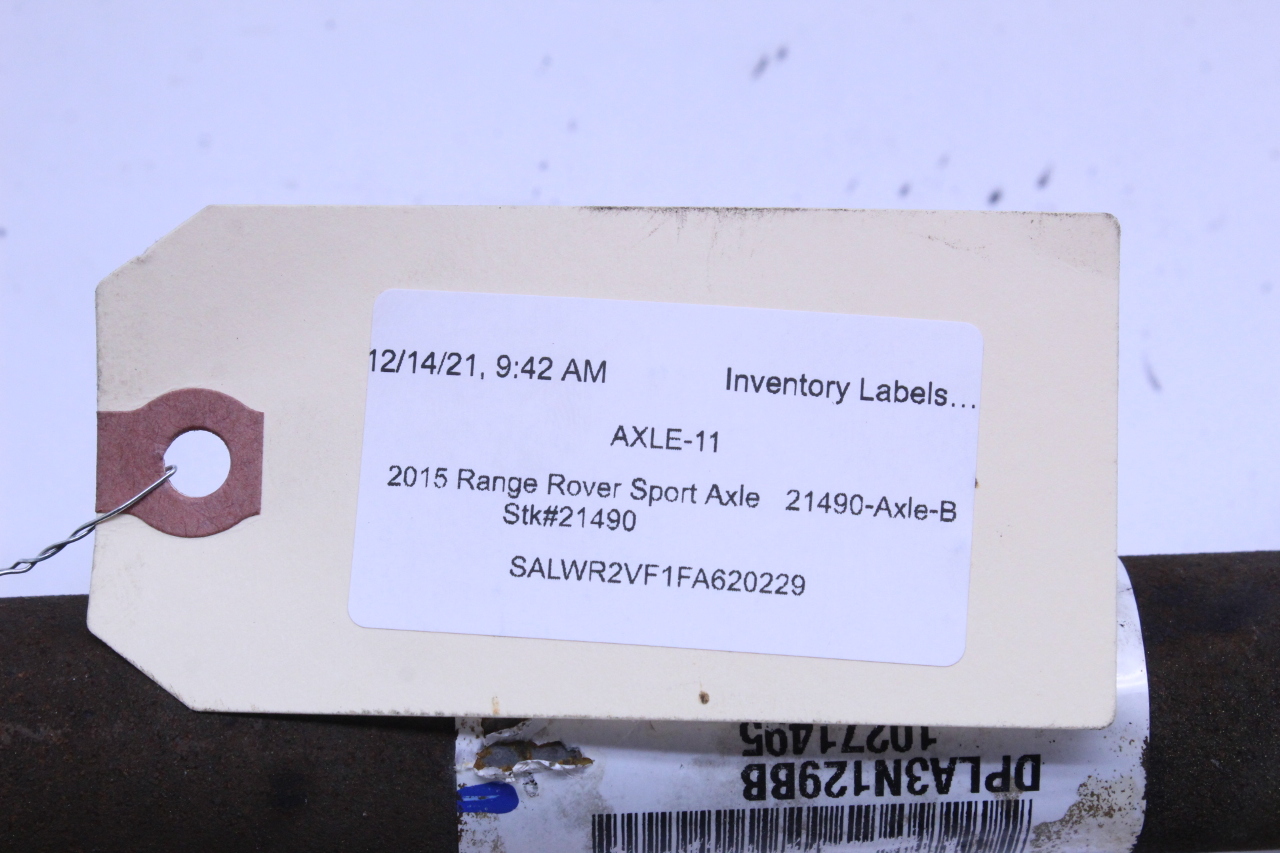 12/14/21, 9:42 AM Inventory Labels...
AXLE-11
2015 Range Rover Sport Axle 21490-Axle-B
Stk#21490
SALWR2VF1FA620229
DPLA3N129BB
10271495